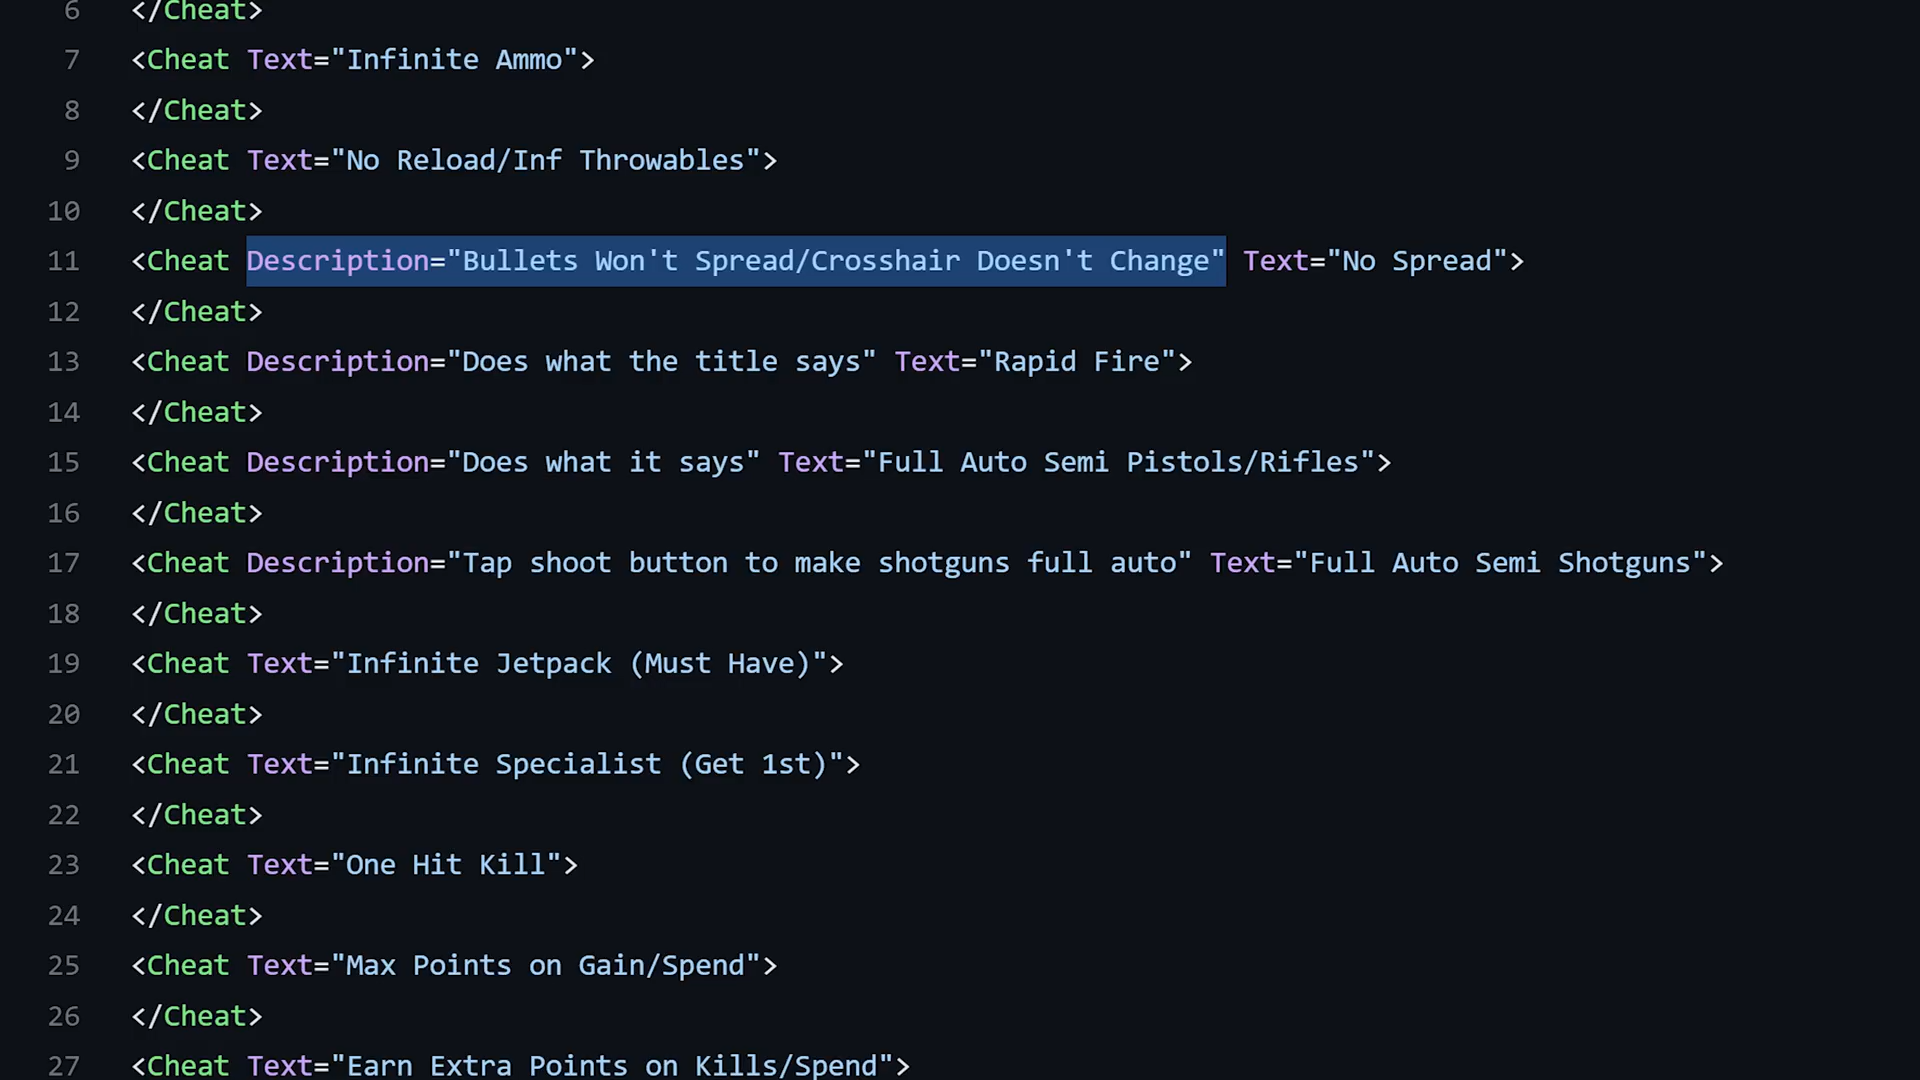 6 </Cheat>
7 <Cheat Text="Infinite Ammo">
8 </Cheat>
9 <Cheat Text="No Reload/Inf Throwables">
10 </Cheat>
11 <Cheat Description="Bullets Won't Spread/Crosshair Doesn't Change" Text="No Spread">
12 </Cheat>
13 <Cheat Description="Does what the title says" Text="Rapid Fire">
14 </Cheat>
15 <Cheat Description="Does what it says" Text="Full Auto Semi Pistols/Rifles">
16 </Cheat>
17 <Cheat Description="Tap shoot button to make shotguns full auto" Text="Full Auto Semi Shotguns">
18 </Cheat>
19 <Cheat Text="Infinite Jetpack (Must Have)">
20 </Cheat>
21 <Cheat Text="Infinite Specialist (Get 1st)">
22 </Cheat>
23 <Cheat Text="One Hit Kill">
24 </Cheat>
25 <Cheat Text="Max Points on Gain/Spend">
26 </Cheat>
27 <Cheat Text="Earn Extra Points on Kills/Spend">